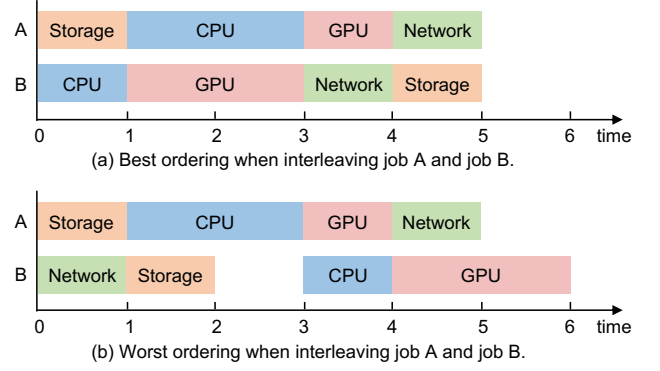 A Storage CPU GPU Network
B CPU GPU Network Storage
0 1 2 3 4 5 6 time
(a) Best ordering when interleaving job A and job B.
A Storage CPU GPU Network
B Network Storage CPU GPU
0 1 2 3 4 5 6 time
(b) Worst ordering when interleaving job A and job B.